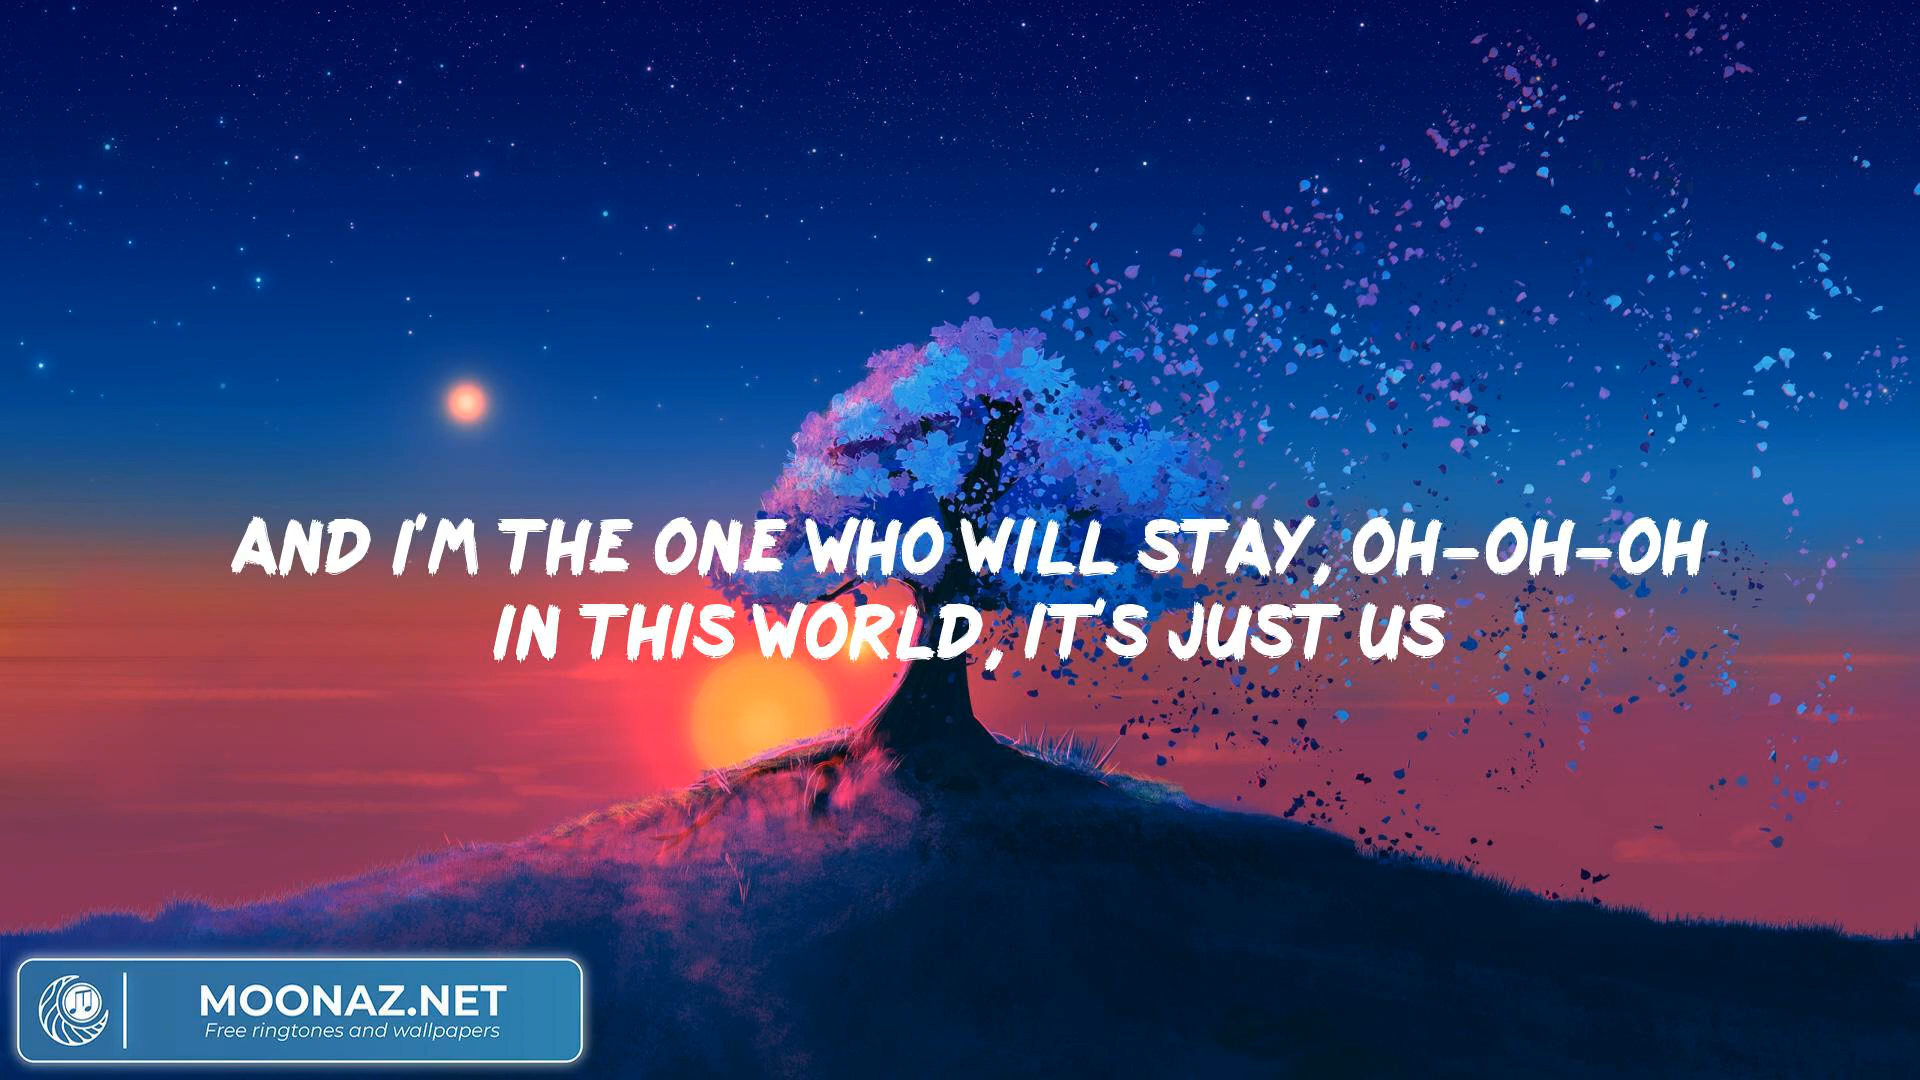 AND I'M THE ONE WHO WILL STAY, OH-OH-OH
IN THIS WORLD, IT'S JUST US
MOONAZ.NET
Free ringtones and wallpapers